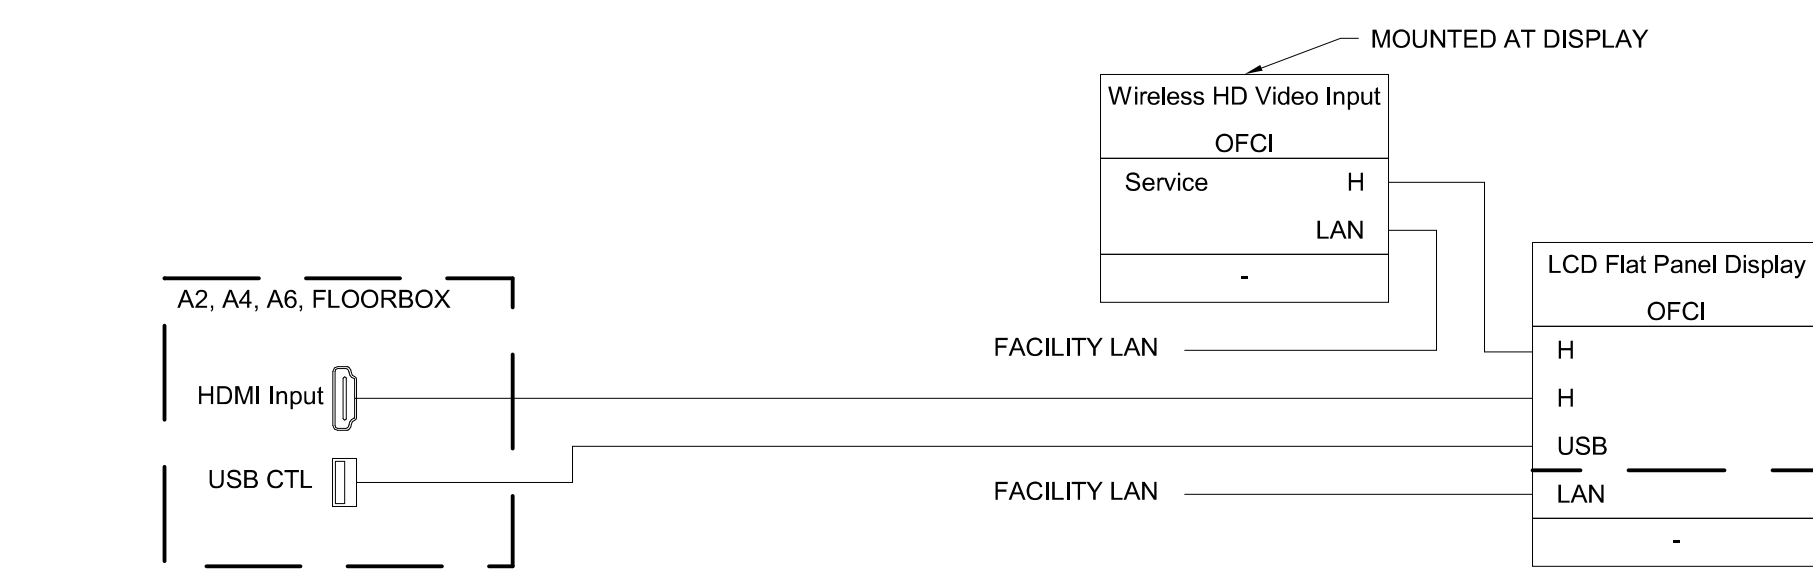 MOUNTED AT DISPLAY
Wireless HD Video Input
OFCI
Service H
LAN
-
FACILITY LAN
A2, A4, A6, FLOORBOX
HDMI Input
USB CTL
FACILITY LAN
LCD Flat Panel Display
OFCI
H
H
USB
LAN
-